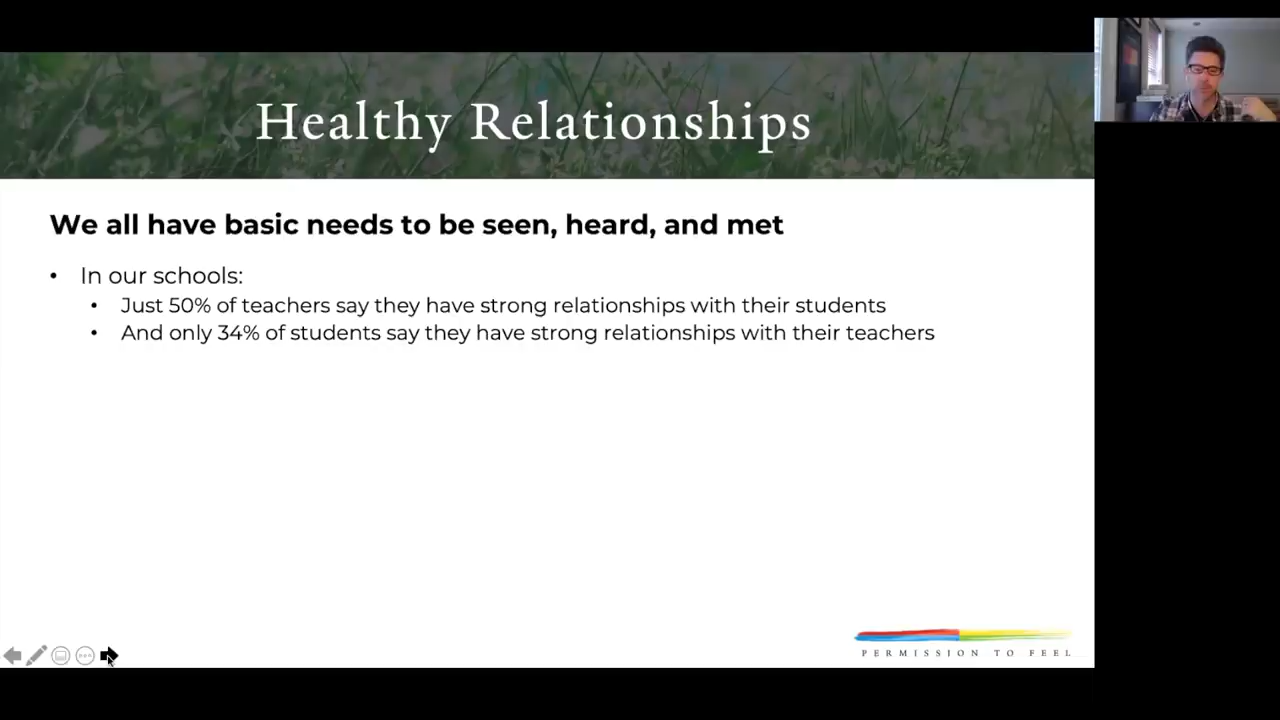 Healthy Relationships
We all have basic needs to be seen, heard, and met
• In our schools:
• Just 50% of teachers say they have strong relationships with their students
• And only 34% of students say they have strong relationships with their teachers
PERMISSION TO FEEL